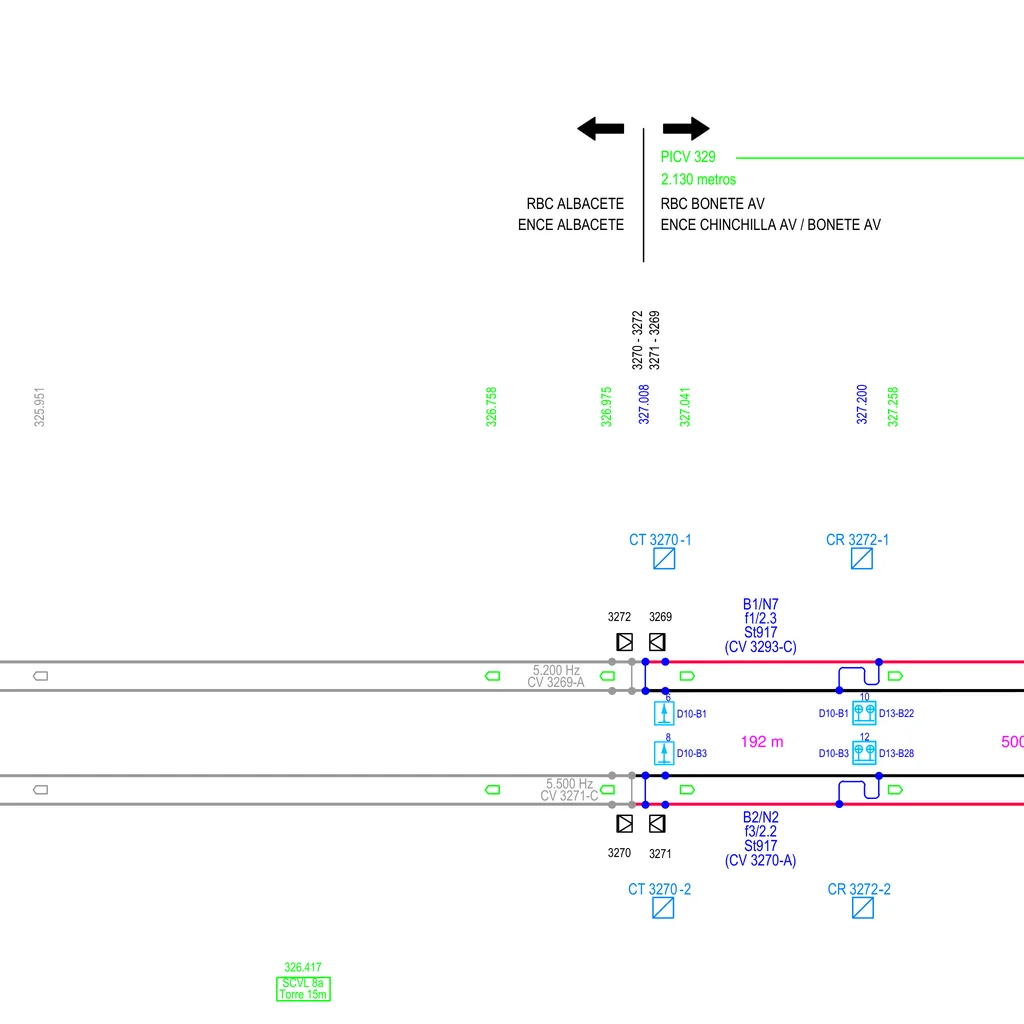 PICV 329
2.130 metros
RBC ALBACETE
RBC BONETE AV
ENCE ALBACETE
ENCE CHINCHILLA AV / BONETE AV
3270 - 3272
3271 - 3269
325.951
326.758
326.975
327.008
327.041
327.200
327.258
CT 3270-1
CR 3272-1
B1/N7
f1/2.3
St917
(CV 3293-C)
3272
3269
5.200 Hz
CV 3269-A
6
D10-B1
10
D10-B1
D13-B22
192 m
500
8
D10-B3
12
D10-B3
D13-B28
5.500 Hz
CV 3271-C
B2/N2
f3/2.2
St917
(CV 3270-A)
3270
3271
CT 3270-2
CR 3272-2
326.417
SCVL 8a
Torre 15m